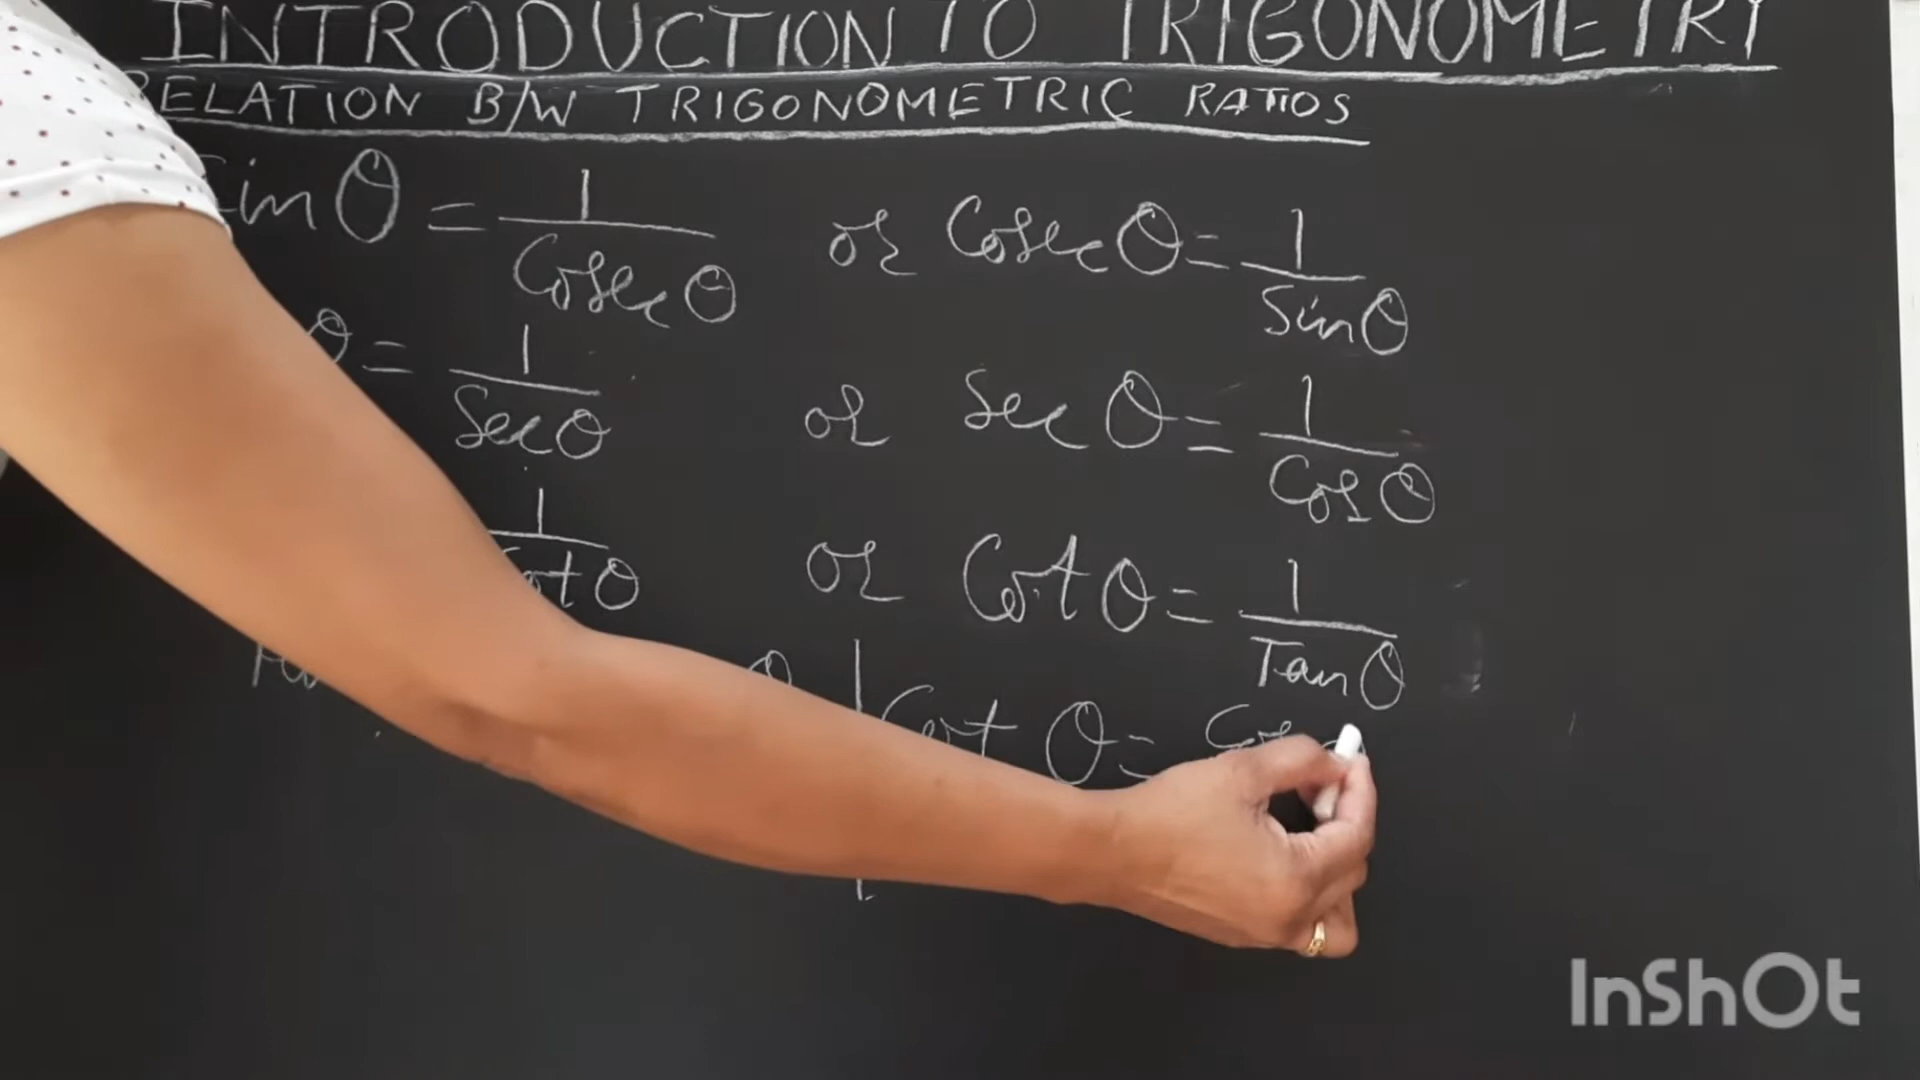 INTRODUCTION TO TRIGONOMETRY
RELATION B/W TRIGONOMETRIC RATIOS
Sin θ = 1/Cosec θ or Cosec θ = 1/Sin θ
θ = 1/Sec θ or Sec θ = 1/Cos θ
1/Cot θ or Cot θ = 1/Tan θ
θ | Cot θ = Cos
InShOt